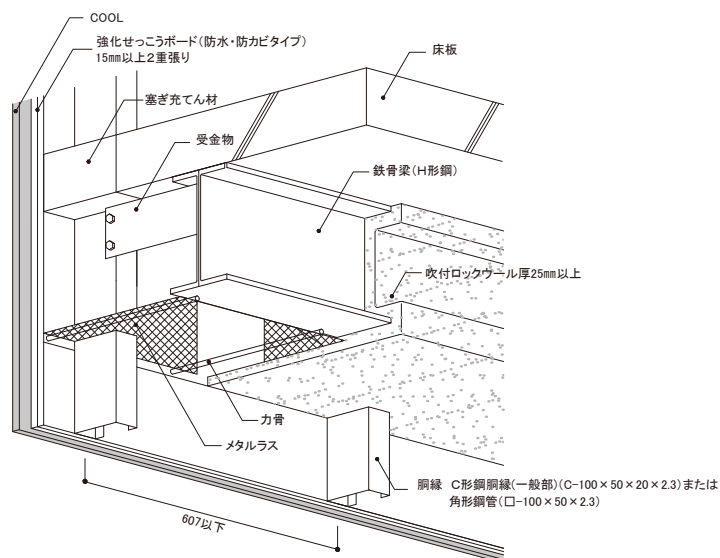 COOL
強化せっこうボード(防水・防カビタイプ)
15mm以上2重張り
床板
塞ぎ充てん材
受金物
鉄骨梁(H形鋼)
吹付ロックウール厚25mm以上
力骨
メタルラス
胴縁 C形鋼胴縁(一般部)(C-100×50×20×2.3)または
角形鋼管(□-100×50×2.3)
607以下